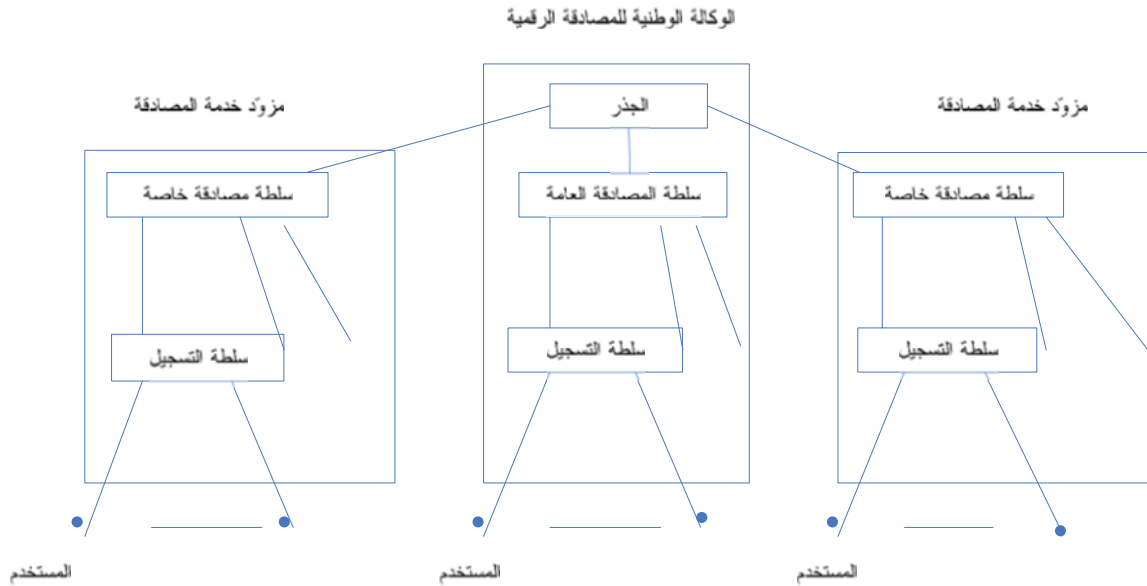 الوكالة الوطنية للمصادقة الرقمية
مزوّد خدمة المصادقة
الجذر
مزوّد خدمة المصادقة
سلطة مصادقة خاصة
سلطة المصادقة العامة
سلطة مصادقة خاصة
سلطة التسجيل
سلطة التسجيل
سلطة التسجيل
المستخدم
المستخدم
المستخدم